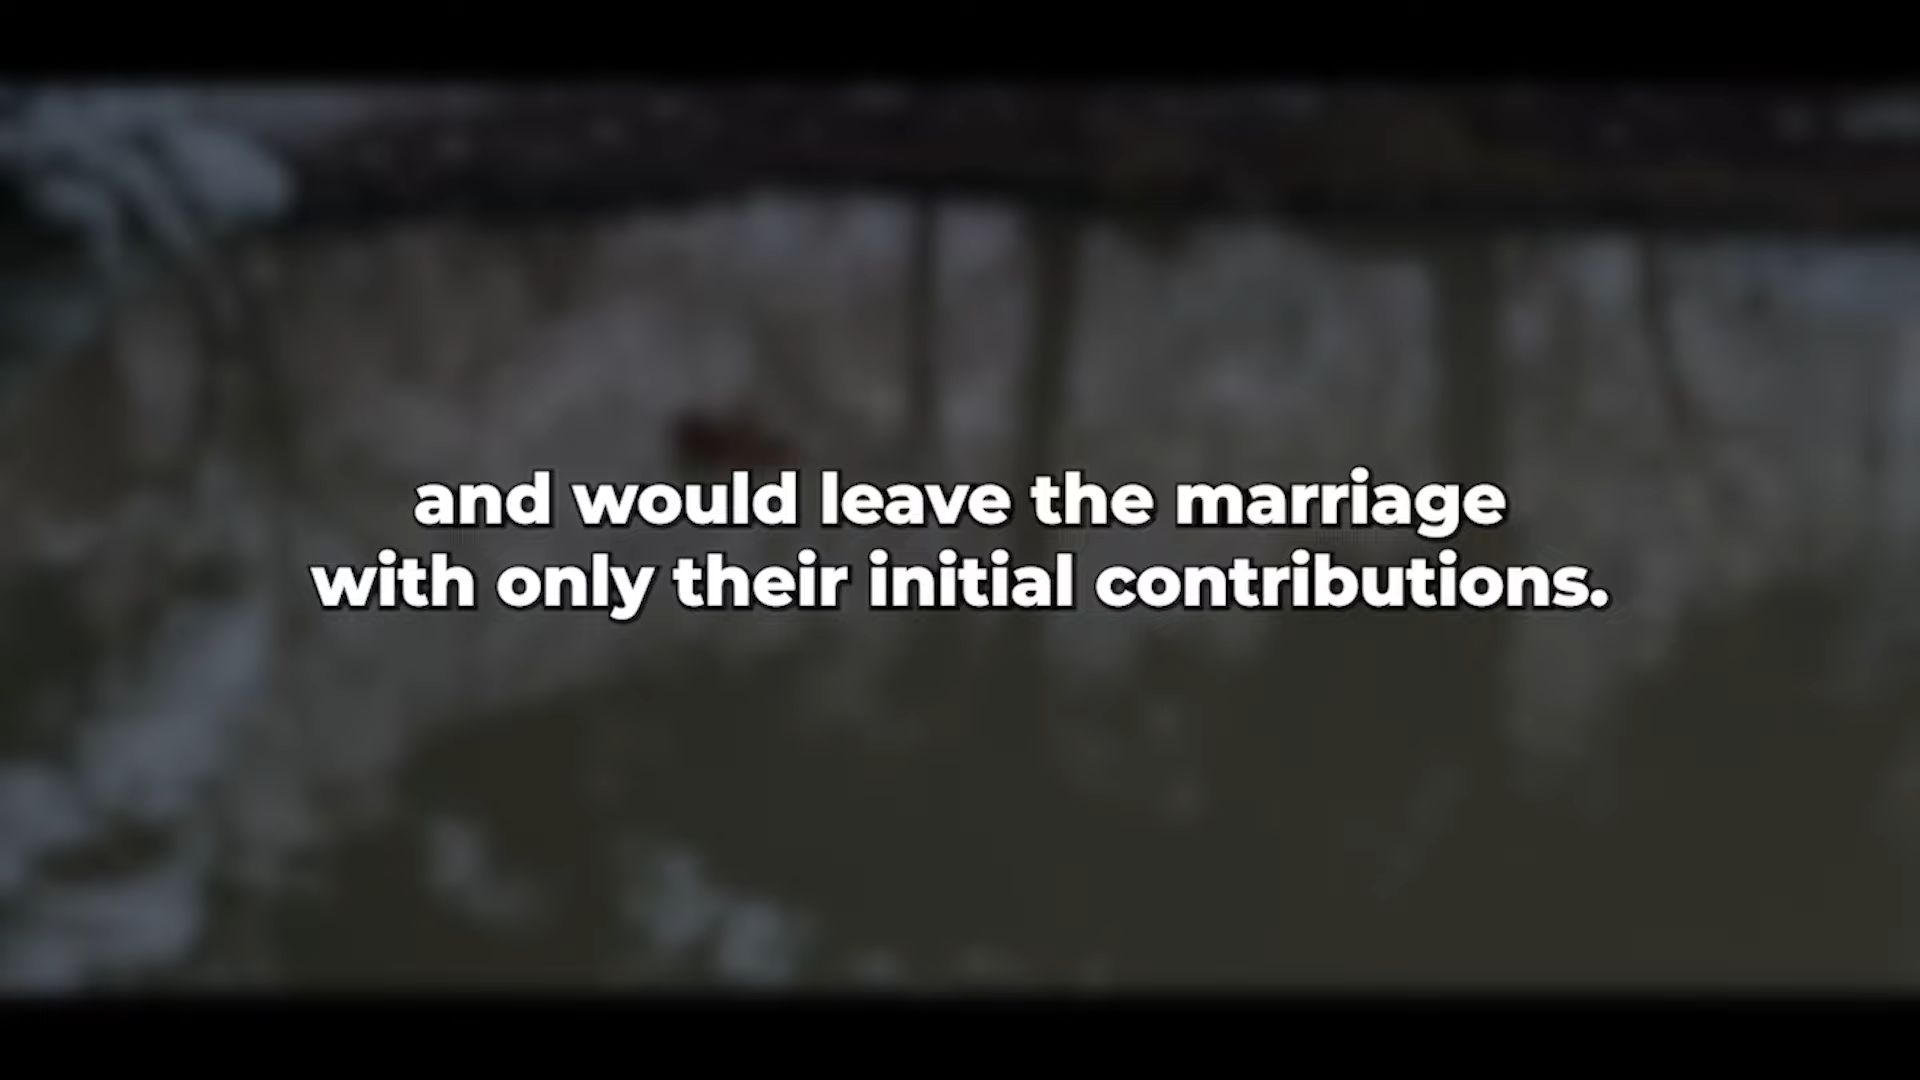 and would leave the marriage
with only their initial contributions.